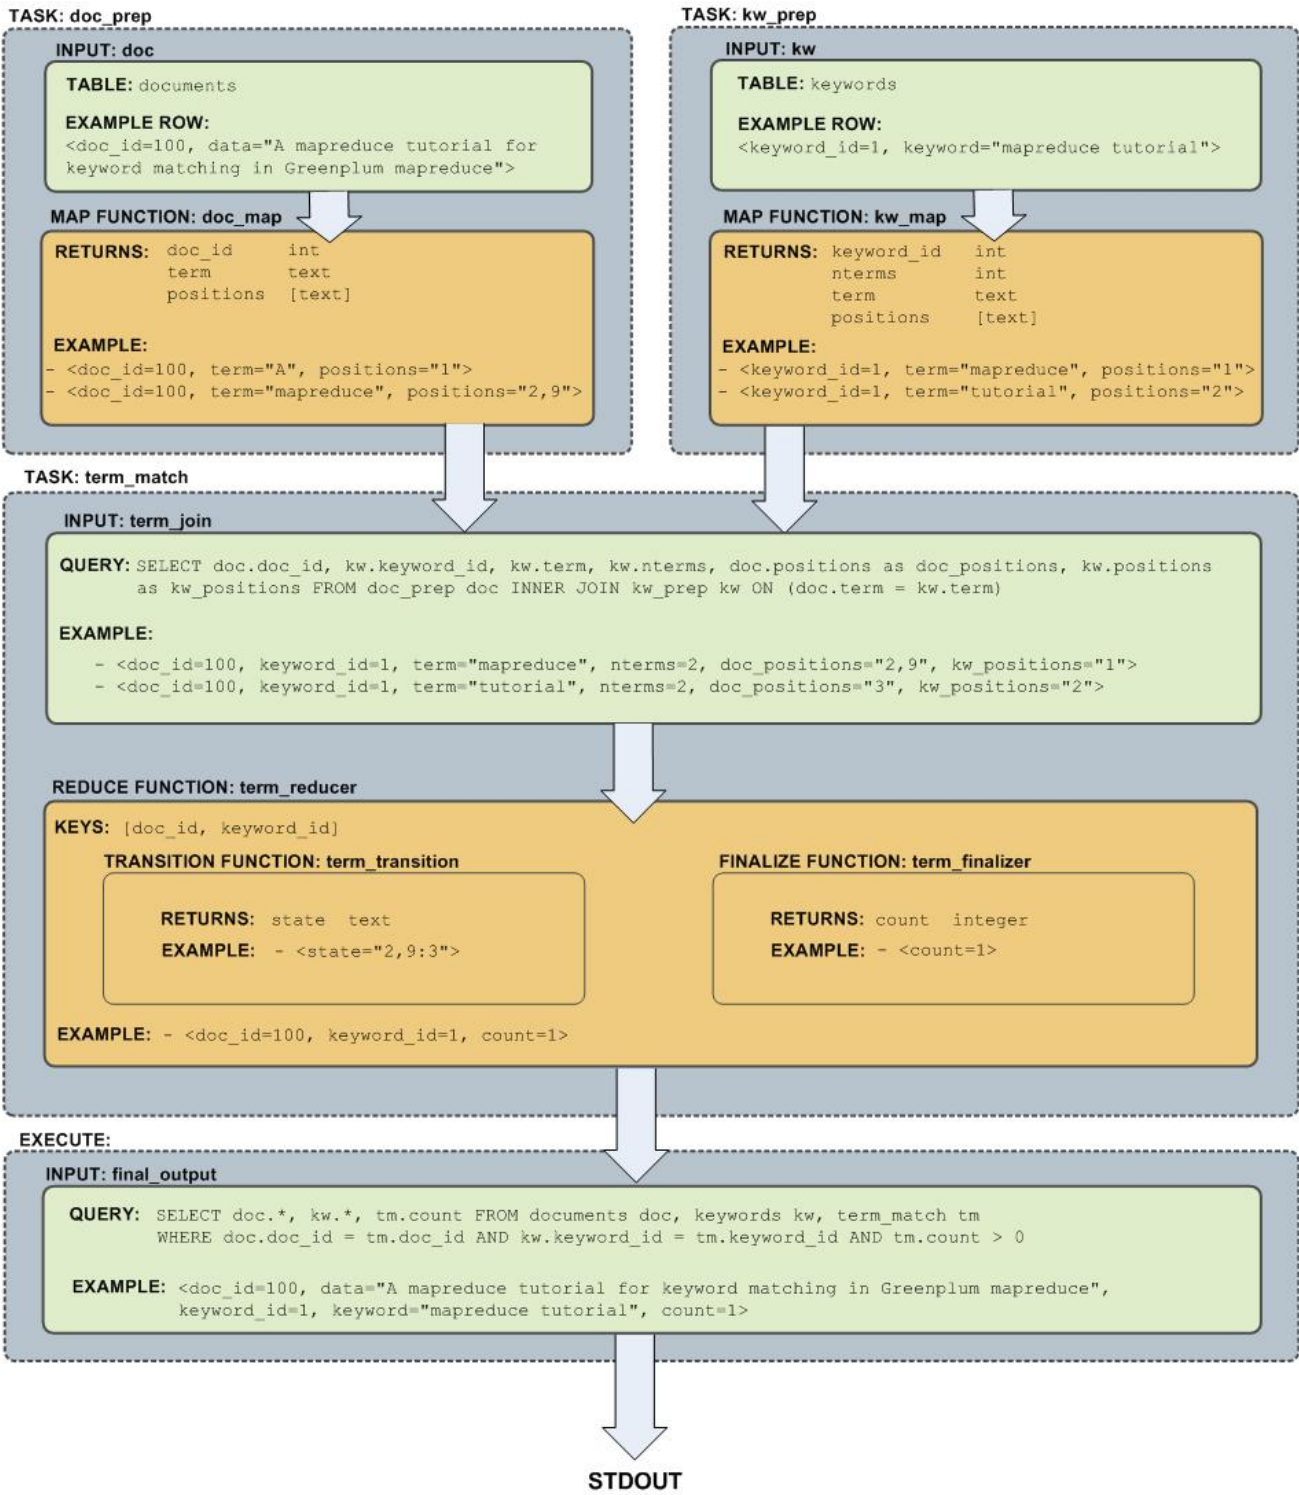 TASK: doc_prep
INPUT: doc
TABLE: documents
EXAMPLE ROW:
<doc_id=100, data="A mapreduce tutorial for
keyword matching in Greenplum mapreduce">
MAP FUNCTION: doc_map
RETURNS: doc_id int
term text
positions [text]
EXAMPLE:
- <doc_id=100, term="A", positions="1">
- <doc_id=100, term="mapreduce", positions="2,9">
TASK: kw_prep
INPUT: kw
TABLE: keywords
EXAMPLE ROW:
<keyword_id=1, keyword="mapreduce tutorial">
MAP FUNCTION: kw_map
RETURNS: keyword_id int
nterms int
term text
positions [text]
EXAMPLE:
- <keyword_id=1, term="mapreduce", positions="1">
- <keyword_id=1, term="tutorial", positions="2">
TASK: term_match
INPUT: term_join
QUERY: SELECT doc.doc_id, kw.keyword_id, kw.term, kw.nterms, doc.positions as doc_positions, kw.positions
as kw_positions FROM doc_prep doc INNER JOIN kw_prep kw ON (doc.term = kw.term)
EXAMPLE:
- <doc_id=100, keyword_id=1, term="mapreduce", nterms=2, doc_positions="2,9", kw_positions="1">
- <doc_id=100, keyword_id=1, term="tutorial", nterms=2, doc_positions="3", kw_positions="2">
REDUCE FUNCTION: term_reducer
KEYS: [doc_id, keyword_id]
TRANSITION FUNCTION: term_transition
RETURNS: state text
EXAMPLE: - <state="2,9:3">
FINALIZE FUNCTION: term_finalizer
RETURNS: count integer
EXAMPLE: - <count=1>
EXAMPLE: - <doc_id=100, keyword_id=1, count=1>
EXECUTE:
INPUT: final_output
QUERY: SELECT doc.*, kw.*, tm.count FROM documents doc, keywords kw, term_match tm
WHERE doc.doc_id = tm.doc_id AND kw.keyword_id = tm.keyword_id AND tm.count > 0
EXAMPLE: <doc_id=100, data="A mapreduce tutorial for keyword matching in Greenplum mapreduce",
keyword_id=1, keyword="mapreduce tutorial", count=1>
STDOUT